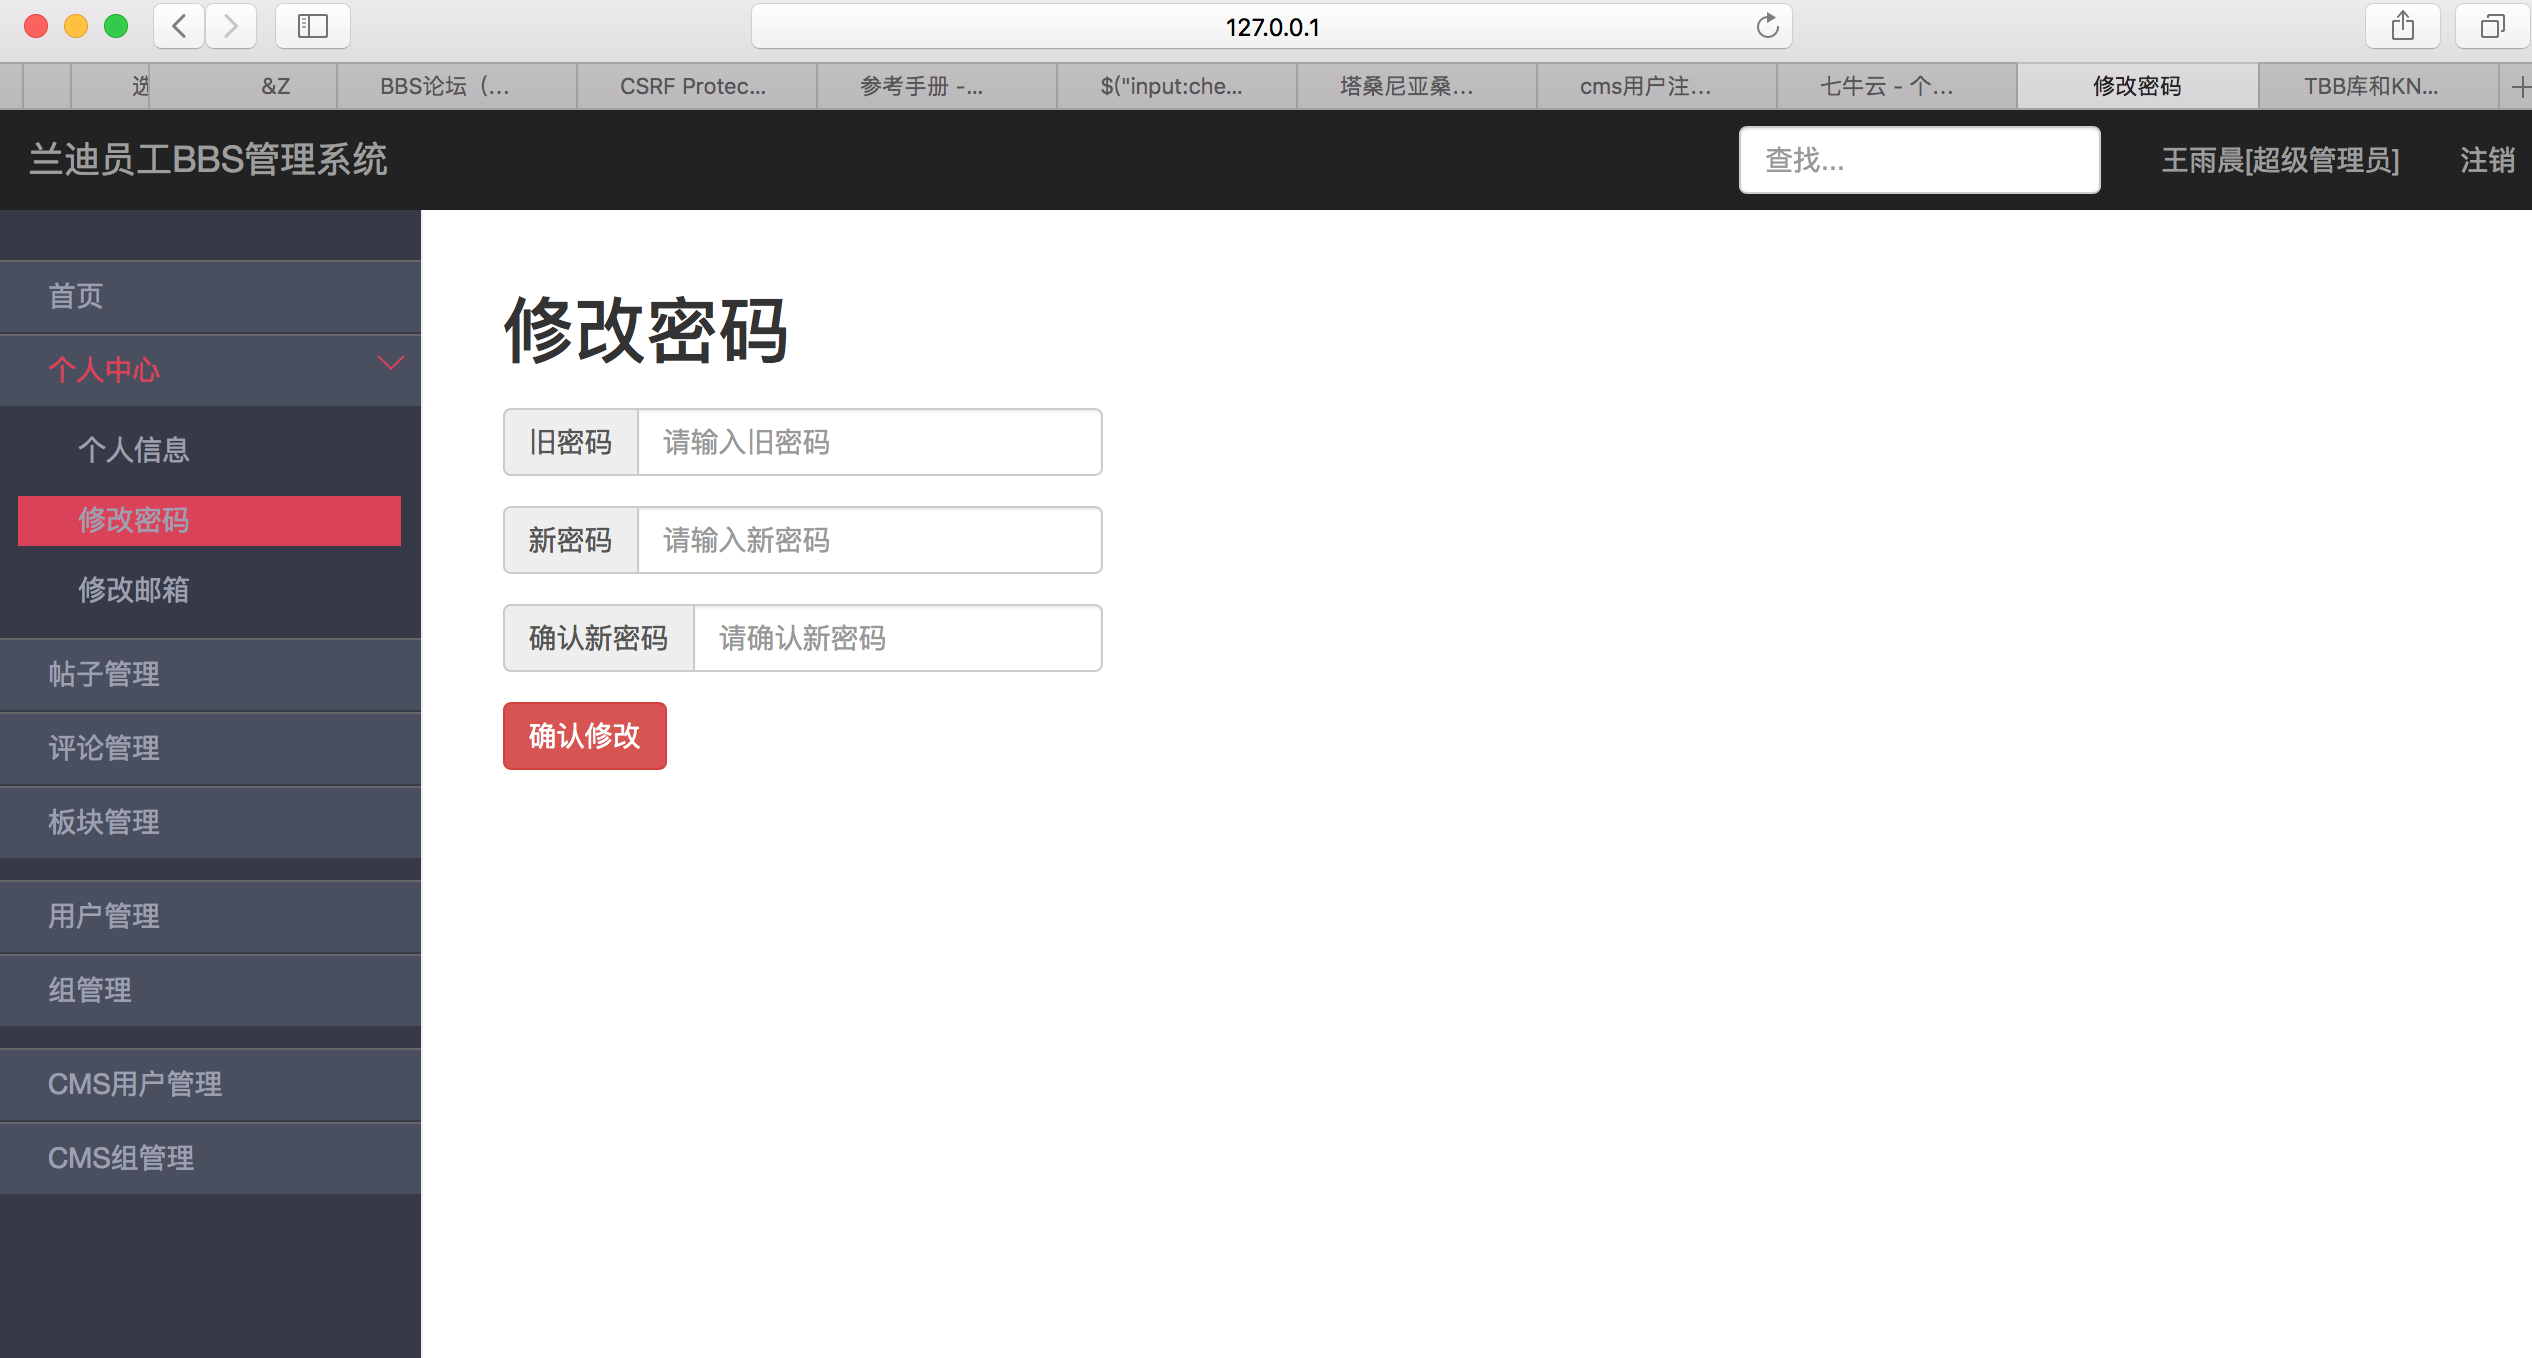 127.0.0.1
选
&Z
BBS论坛（...
CSRF Protec...
参考手册 -...
$("input:che...
塔桑尼亚桑...
cms用户注...
七牛云 - 个...
修改密码
TBB库和KN...
兰迪员工BBS管理系统
查找...
王雨晨[超级管理员]
注销
首页
个人中心
个人信息
修改密码
修改邮箱
帖子管理
评论管理
板块管理
用户管理
组管理
CMS用户管理
CMS组管理
修改密码
旧密码 请输入旧密码
新密码 请输入新密码
确认新密码 请确认新密码
确认修改